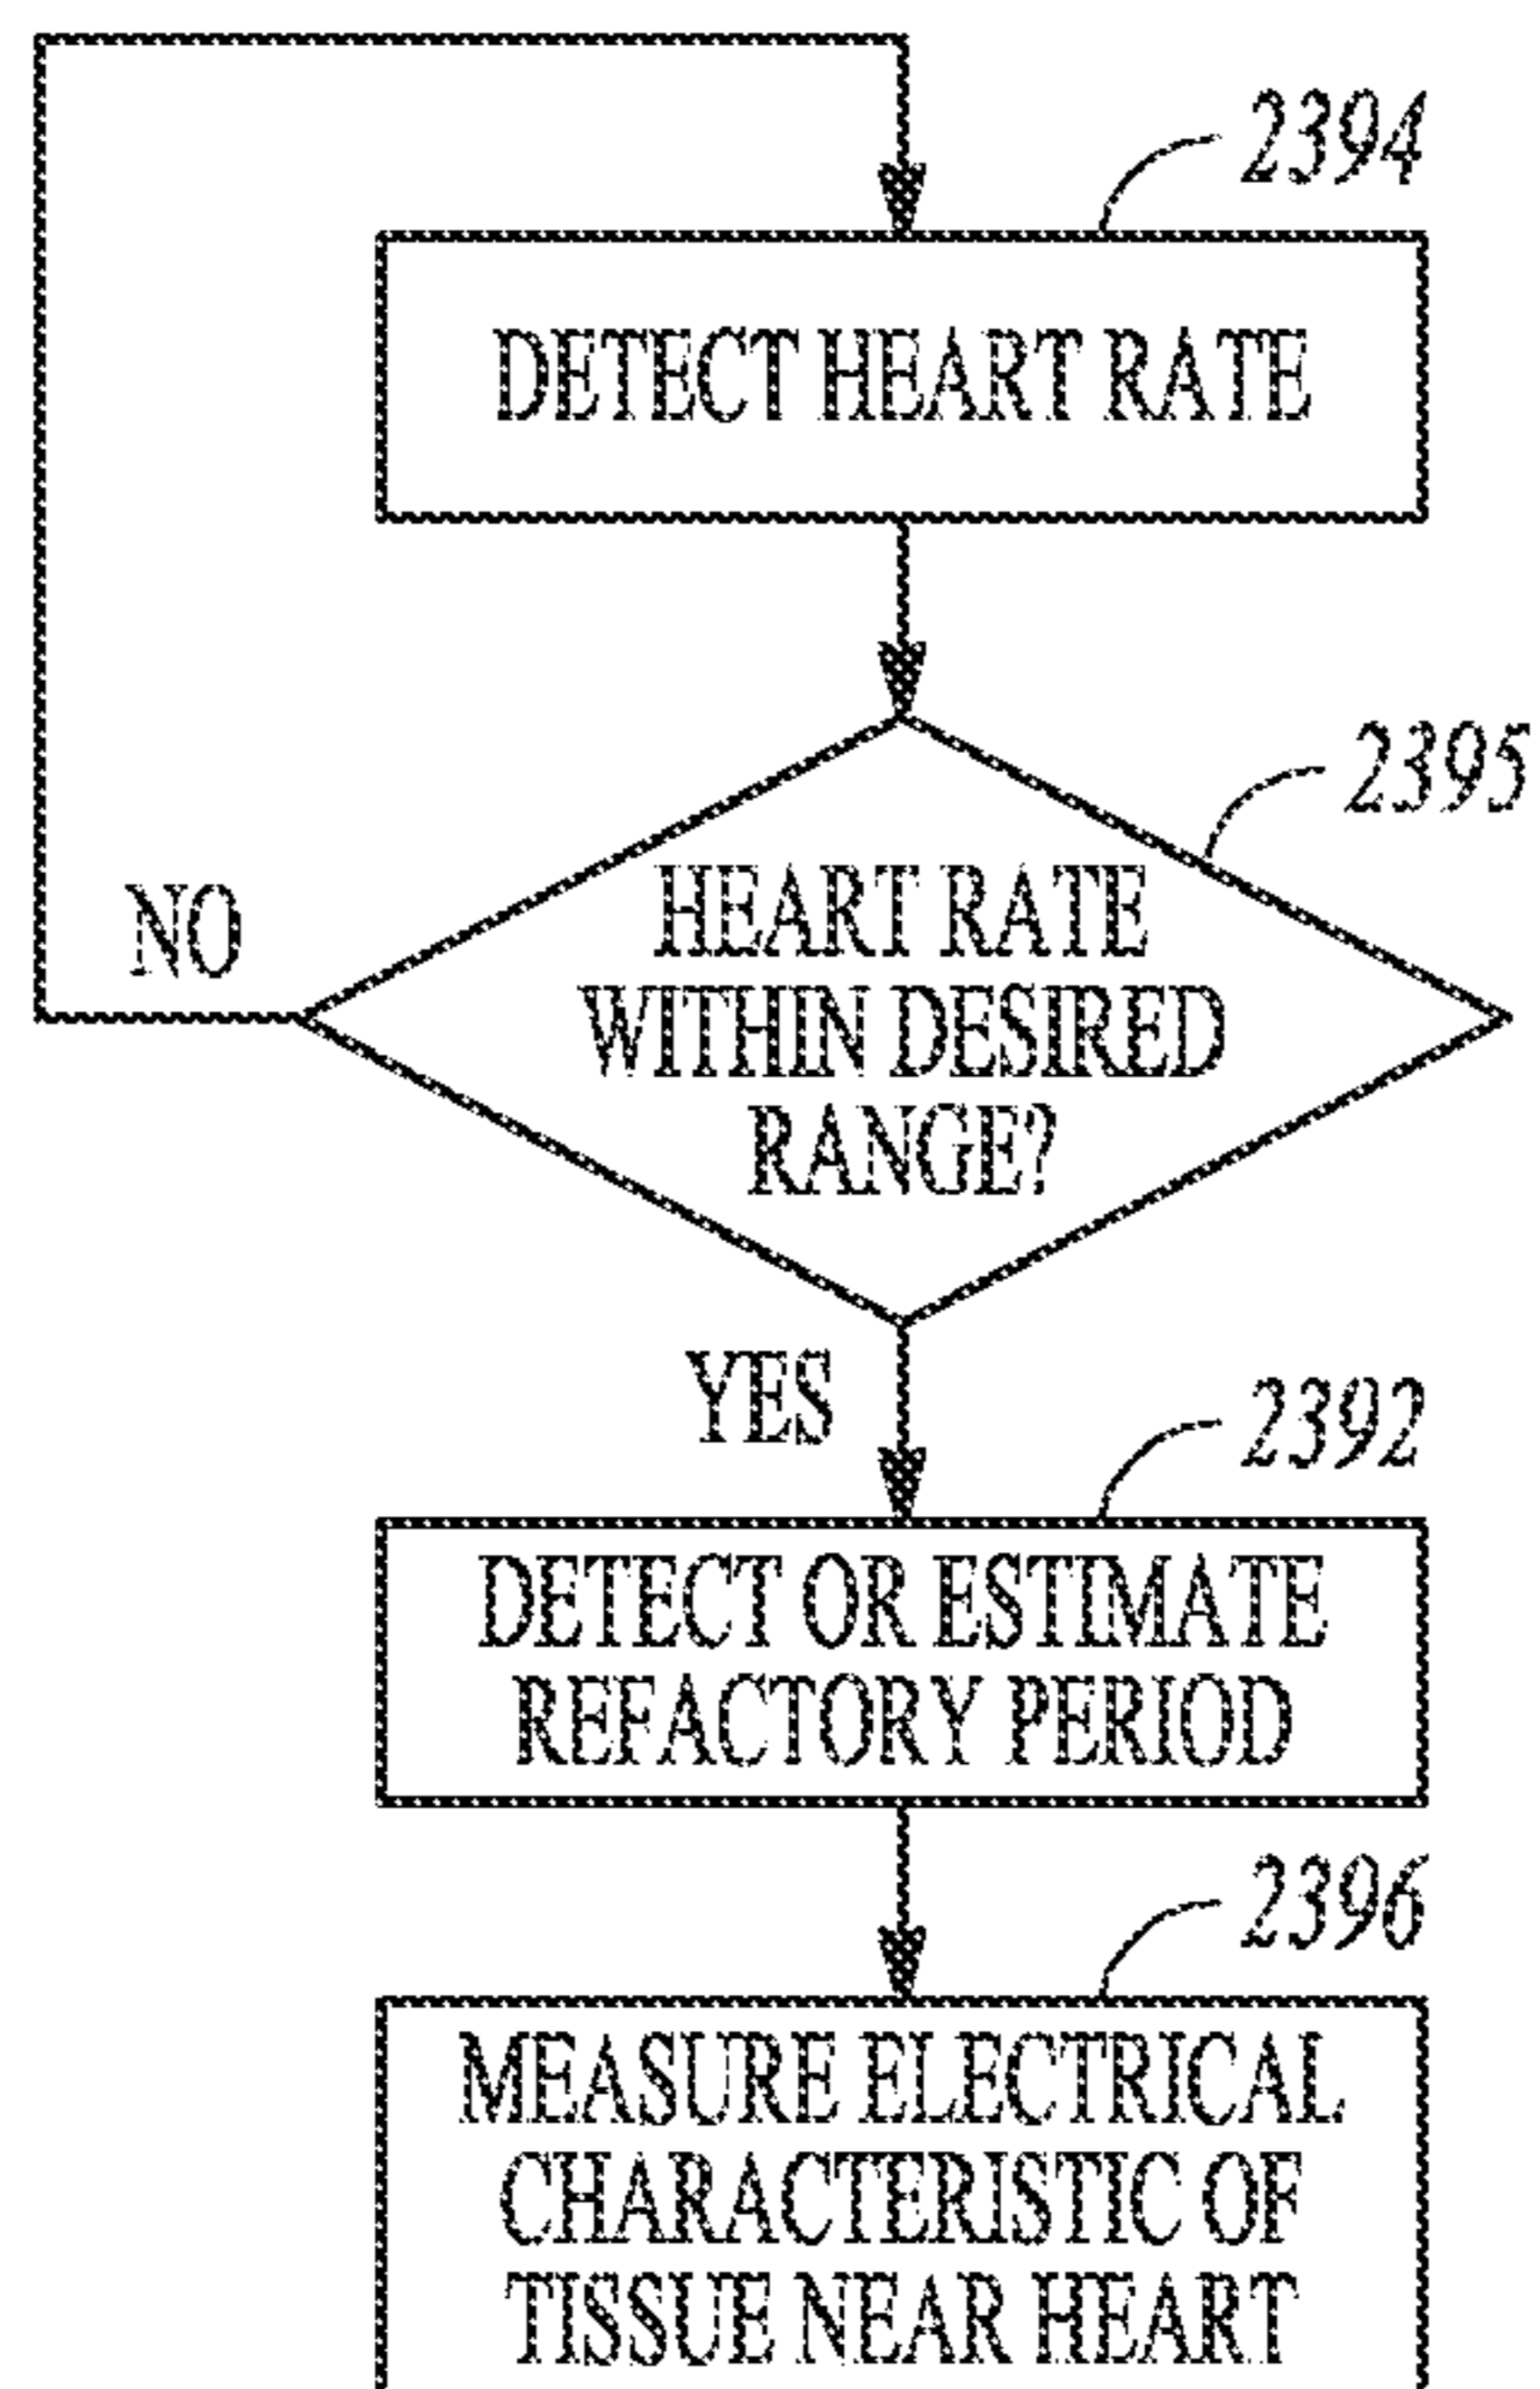 2394
DETECT HEART RATE
2395
HEART RATE
WITHIN DESIRED
RANGE?
NO
YES
2392
DETECT OR ESTIMATE
REFACTORY PERIOD
2396
MEASURE ELECTRICAL
CHARACTERISTIC OF
TISSUE NEAR HEART